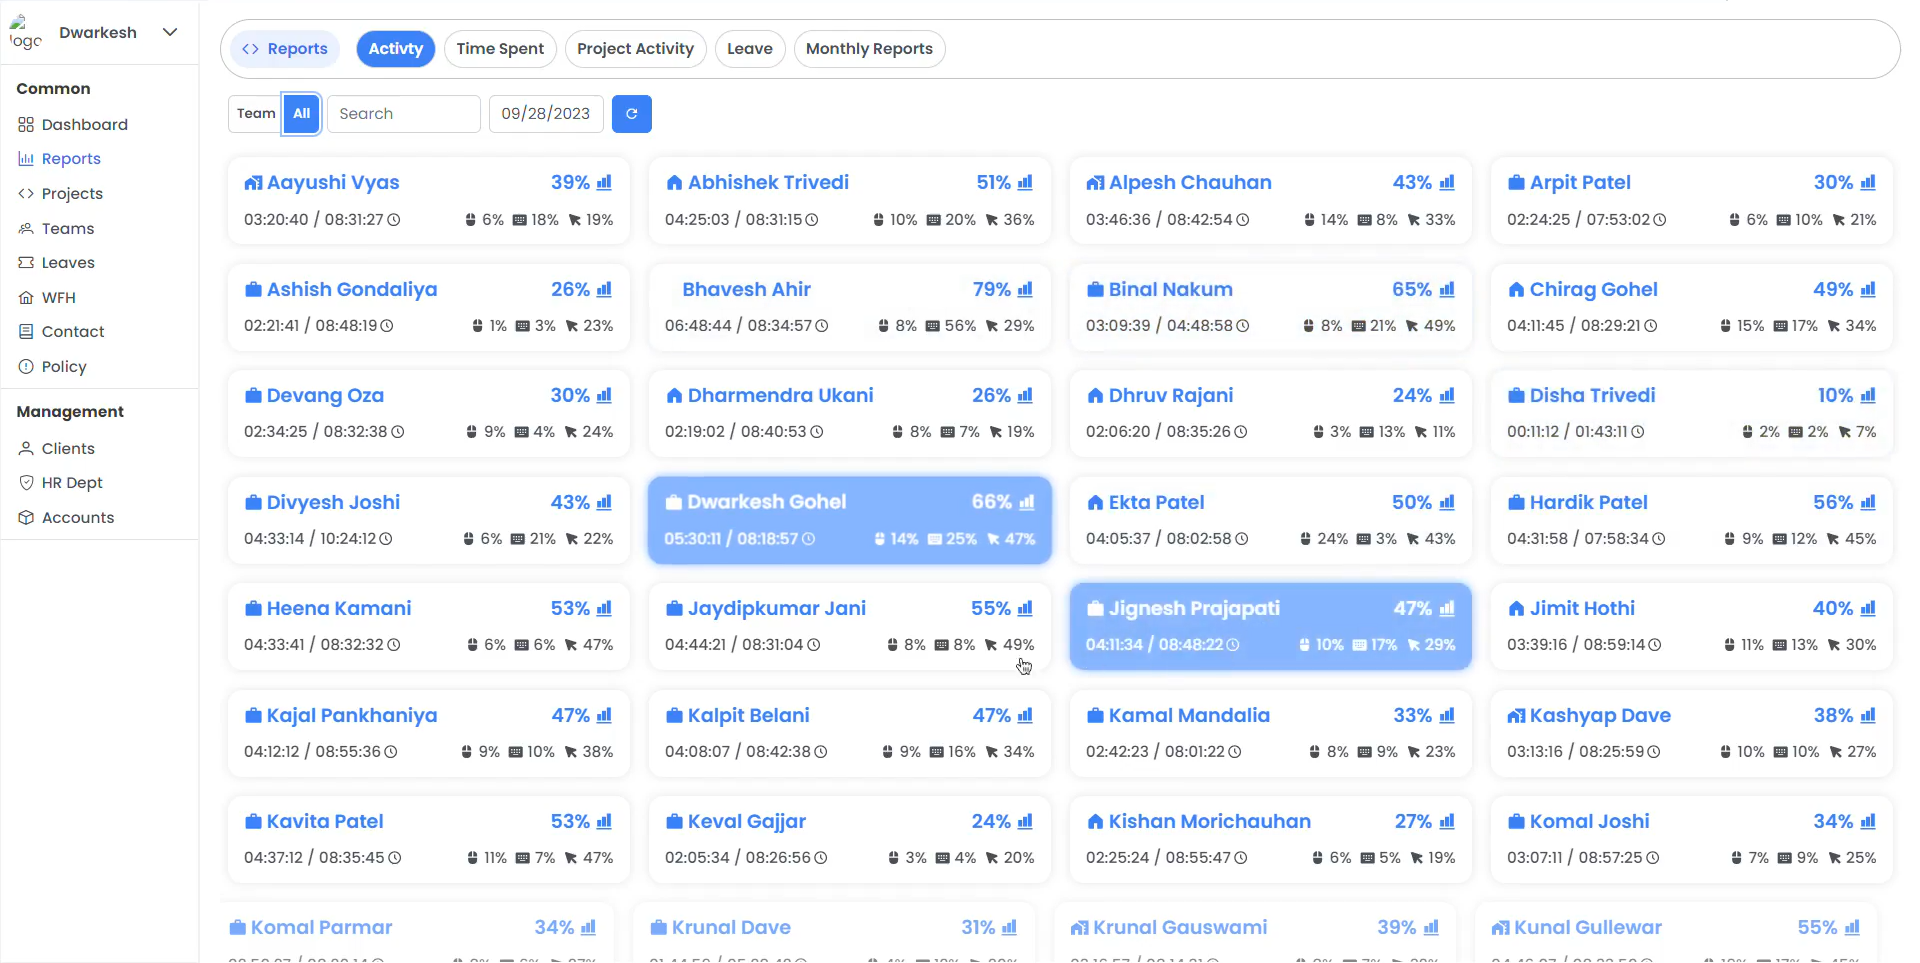 logo Dwarkesh
Common
Dashboard
Reports
Projects
Teams
Leaves
WFH
Contact
Policy
Management
Clients
HR Dept
Accounts
Reports Activty Time Spent Project Activity Leave Monthly Reports
Team All Search 09/28/2023
Aayushi Vyas 39%
03:20:40 / 08:31:27 6% 18% 19%
Abhishek Trivedi 51%
04:25:03 / 08:31:15 10% 20% 36%
Alpesh Chauhan 43%
03:46:36 / 08:42:54 14% 8% 33%
Arpit Patel 30%
02:24:25 / 07:53:02 6% 10% 21%
Ashish Gondaliya 26%
02:21:41 / 08:48:19 1% 3% 23%
Bhavesh Ahir 79%
06:48:44 / 08:34:57 8% 56% 29%
Binal Nakum 65%
03:09:39 / 04:48:58 8% 21% 49%
Chirag Gohel 49%
04:11:45 / 08:29:21 15% 17% 34%
Devang Oza 30%
02:34:25 / 08:32:38 9% 4% 24%
Dharmendra Ukani 26%
02:19:02 / 08:40:53 8% 7% 19%
Dhruv Rajani 24%
02:06:20 / 08:35:26 3% 13% 11%
Disha Trivedi 10%
00:11:12 / 01:43:11 2% 2% 7%
Divyesh Joshi 43%
04:33:14 / 10:24:12 6% 21% 22%
Dwarkesh Gohel 66%
05:30:11 / 08:18:57 14% 25% 47%
Ekta Patel 50%
04:05:37 / 08:02:58 24% 3% 43%
Hardik Patel 56%
04:31:58 / 07:58:34 9% 12% 45%
Heena Kamani 53%
04:33:41 / 08:32:32 6% 6% 47%
Jaydipkumar Jani 55%
04:44:21 / 08:31:04 8% 8% 49%
Jignesh Prajapati 47%
04:11:34 / 08:48:22 10% 17% 29%
Jimit Hothi 40%
03:39:16 / 08:59:14 11% 13% 30%
Kajal Pankhaniya 47%
04:12:12 / 08:55:36 9% 10% 38%
Kalpit Belani 47%
04:08:07 / 08:42:38 9% 16% 34%
Kamal Mandalia 33%
02:42:23 / 08:01:22 8% 9% 23%
Kashyap Dave 38%
03:13:16 / 08:25:59 10% 10% 27%
Kavita Patel 53%
04:37:12 / 08:35:45 11% 7% 47%
Keval Gajjar 24%
02:05:34 / 08:26:56 3% 4% 20%
Kishan Morichauhan 27%
02:25:24 / 08:55:47 6% 5% 19%
Komal Joshi 34%
03:07:11 / 08:57:25 7% 9% 25%
Komal Parmar 34%
Krunal Dave 31%
Krunal Gauswami 39%
Kunal Gullewar 55%